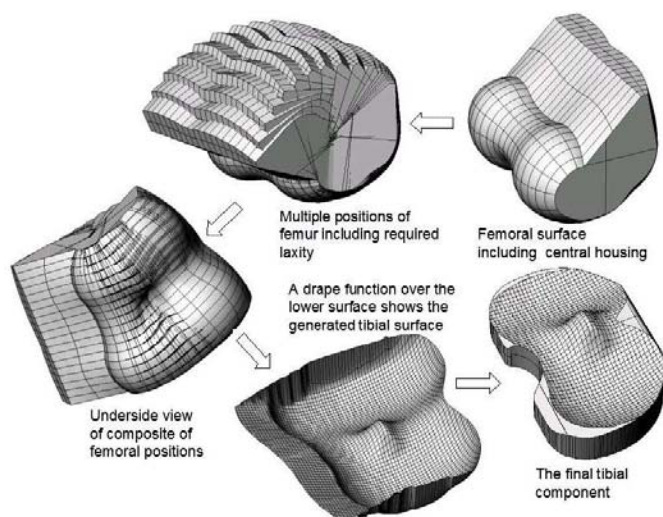 Multiple positions of
femur including required
laxity
Femoral surface
including central housing
A drape function over the
lower surface shows the
generated tibial surface
Underside view
of composite of
femoral positions
The final tibial
component